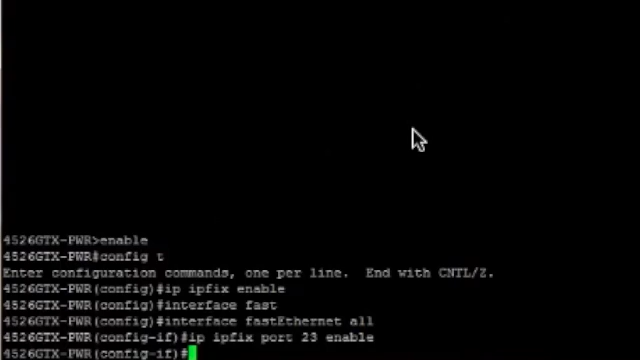 4526GTX-PWR>enable
4526GTX-PWR#config t
Enter configuration commands, one per line.  End with CNTL/Z.
4526GTX-PWR(config)#ip ipfix enable
4526GTX-PWR(config)#interface fast
4526GTX-PWR(config)#interface fastEthernet all
4526GTX-PWR(config-if)#ip ipfix port 23 enable
4526GTX-PWR(config-if)#